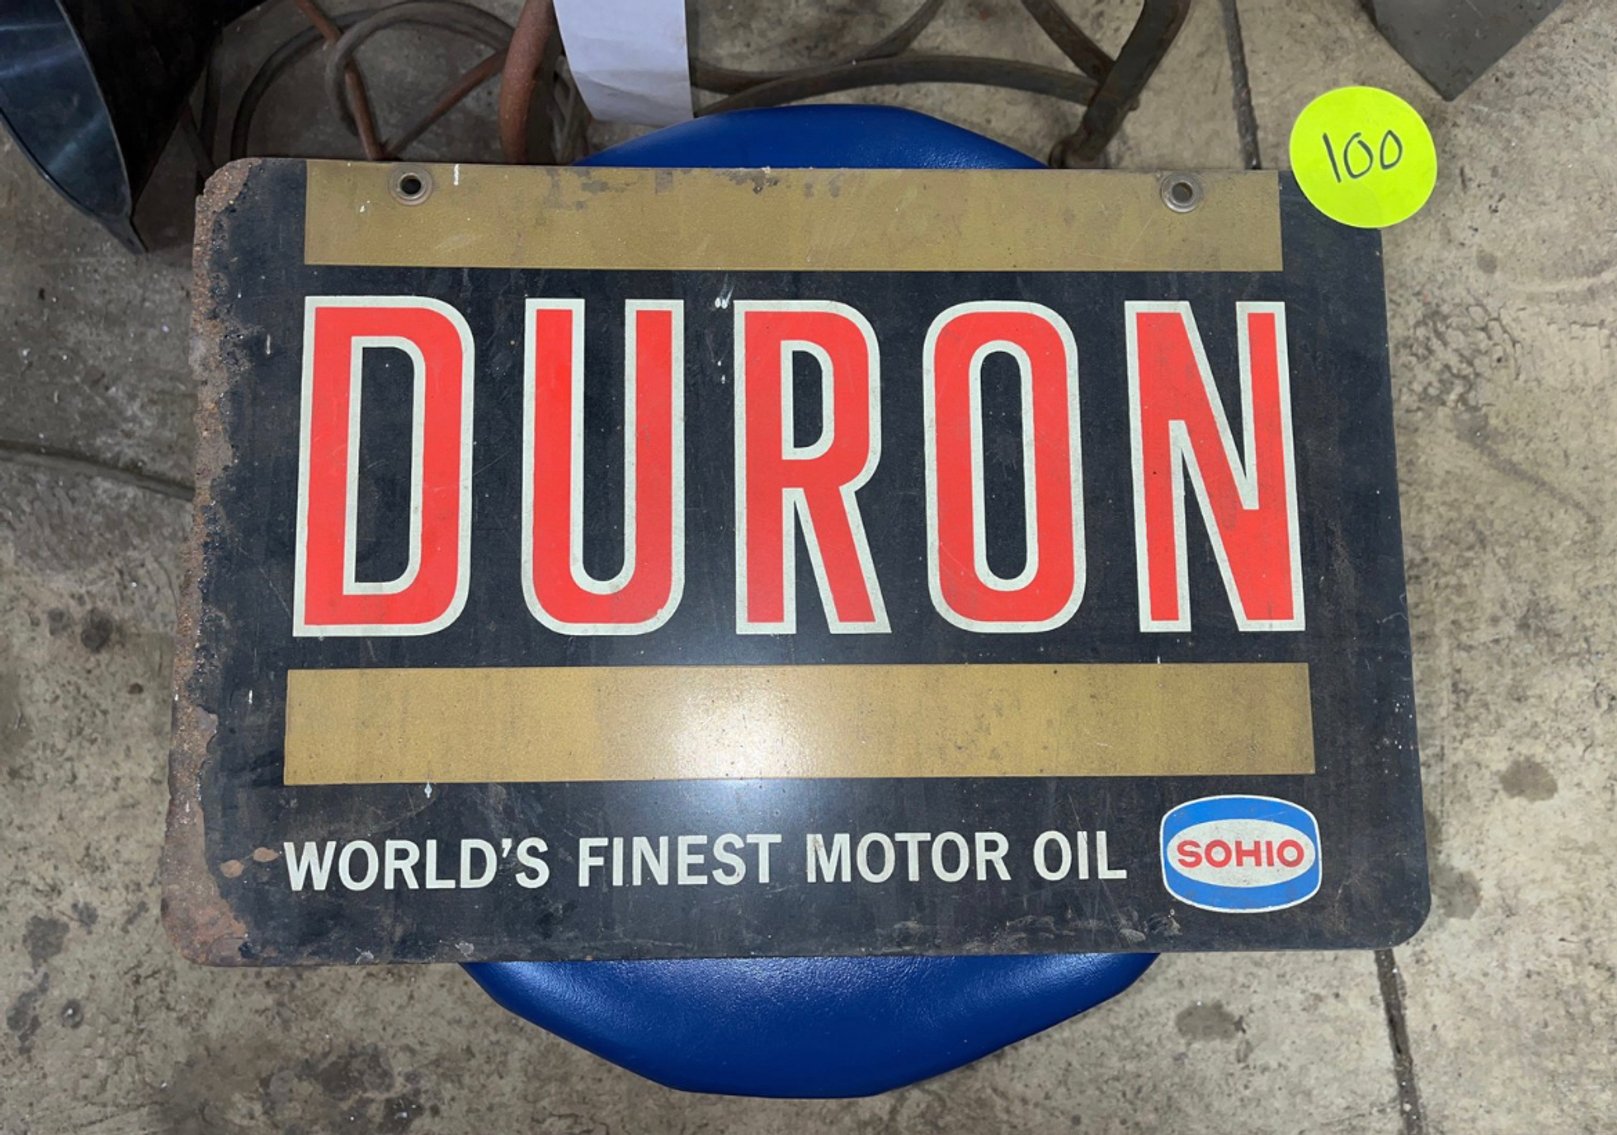 100
DURON
WORLD'S FINEST MOTOR OIL
SOHIO